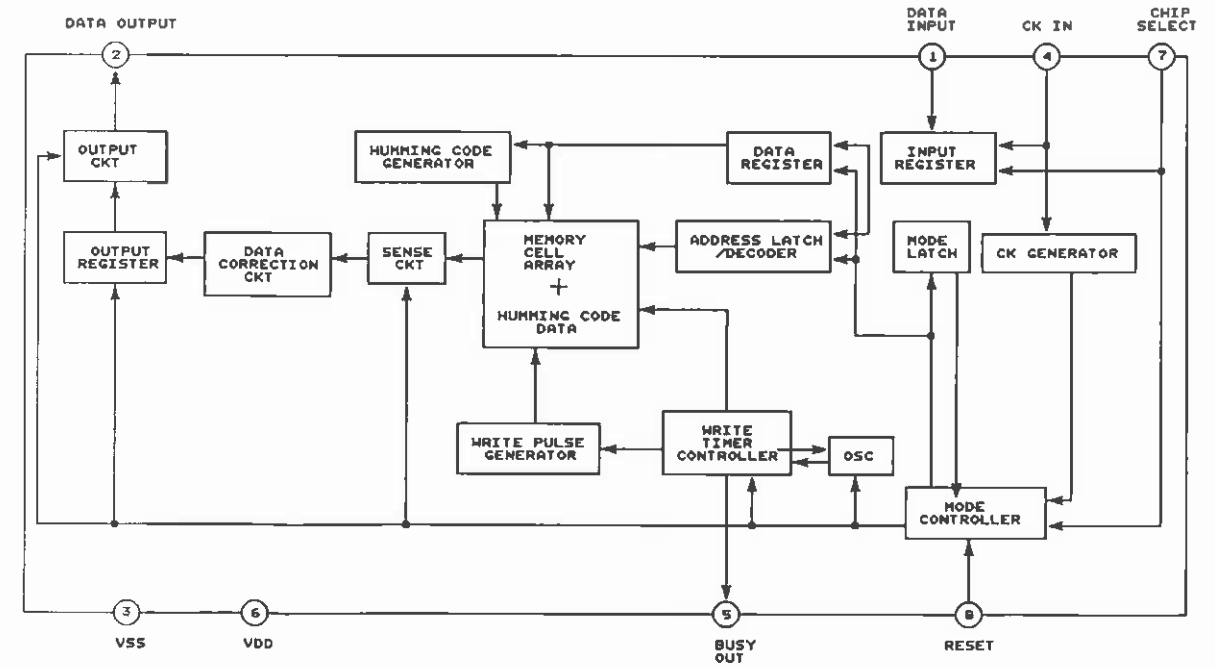 DATA OUTPUT
DATA
INPUT
CK IN
CHIP
SELECT
2
1
4
7
OUTPUT
CKT
HUMMING CODE
GENERATOR
DATA
REGISTER
INPUT
REGISTER
OUTPUT
REGISTER
DATA
CORRECTION
CKT
SENSE
CKT
MEMORY
CELL
ARRAY
+
HUMMING CODE
DATA
ADDRESS LATCH
/DECODER
MODE
LATCH
CK GENERATOR
WRITE PULSE
GENERATOR
WRITE
TIMER
CONTROLLER
OSC
MODE
CONTROLLER
3
6
5
8
VSS
VDD
BUSY
OUT
RESET